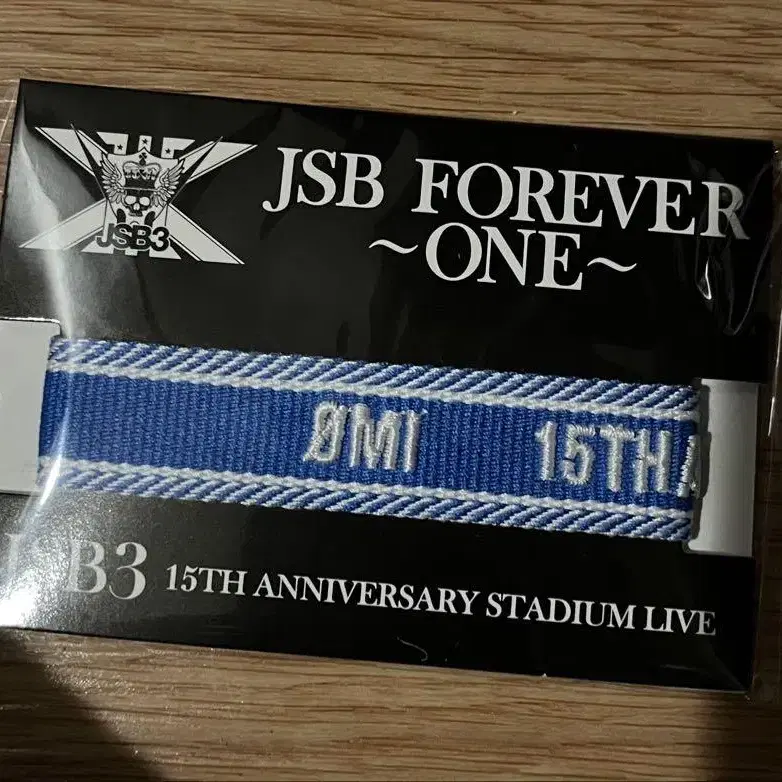 JSB3
JSB FOREVER
~ONE~
ØMI 15TH
B3 15TH ANNIVERSARY STADIUM LIVE